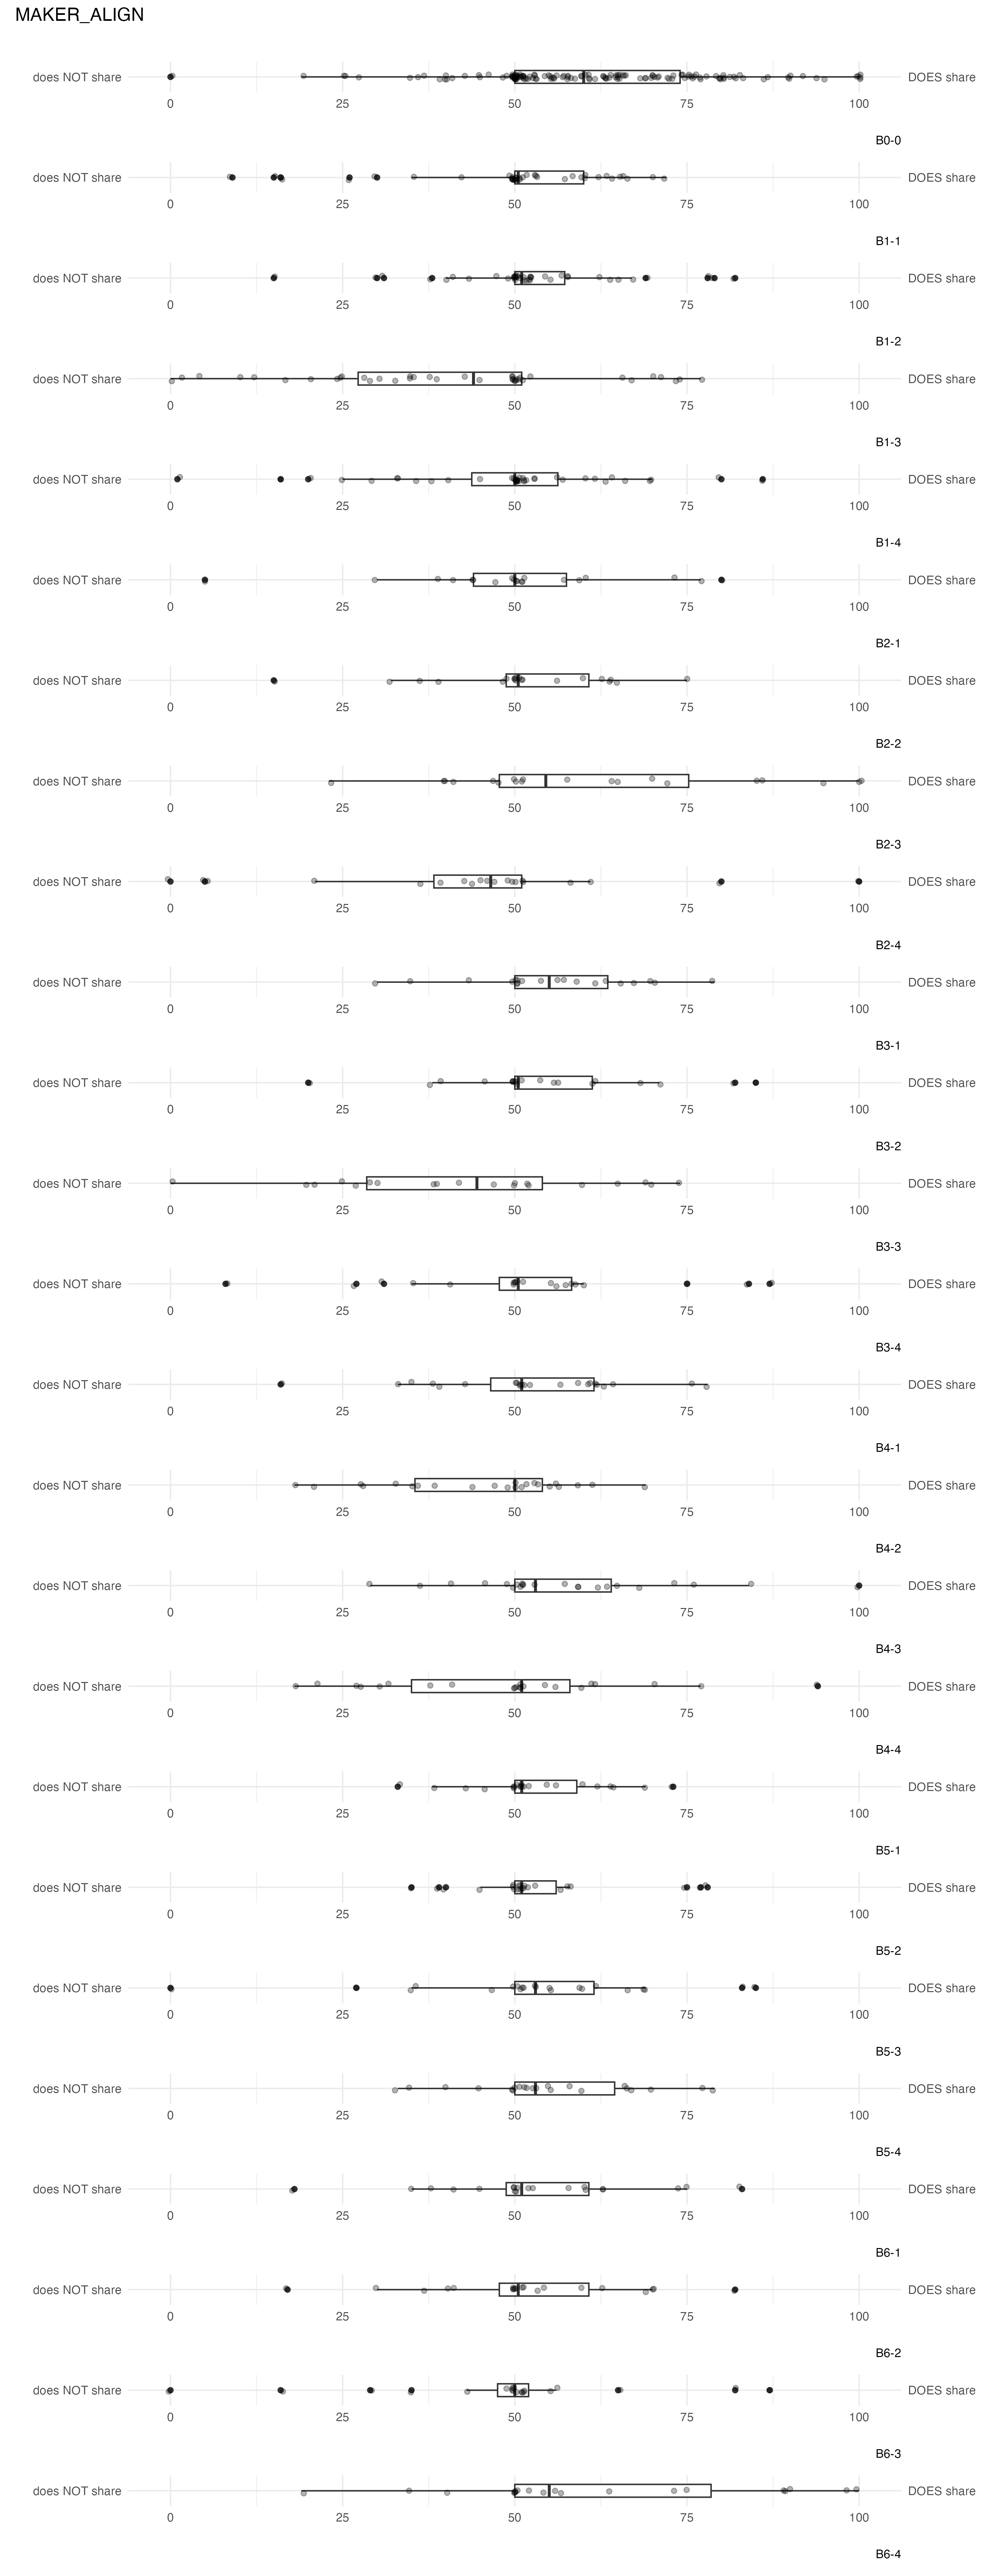 MAKER_ALIGN
does NOT share DOES share
0 25 50 75 100
B0-0
does NOT share DOES share
0 25 50 75 100
B1-1
does NOT share DOES share
0 25 50 75 100
B1-2
does NOT share DOES share
0 25 50 75 100
B1-3
does NOT share DOES share
0 25 50 75 100
B1-4
does NOT share DOES share
0 25 50 75 100
B2-1
does NOT share DOES share
0 25 50 75 100
B2-2
does NOT share DOES share
0 25 50 75 100
B2-3
does NOT share DOES share
0 25 50 75 100
B2-4
does NOT share DOES share
0 25 50 75 100
B3-1
does NOT share DOES share
0 25 50 75 100
B3-2
does NOT share DOES share
0 25 50 75 100
B3-3
does NOT share DOES share
0 25 50 75 100
B3-4
does NOT share DOES share
0 25 50 75 100
B4-1
does NOT share DOES share
0 25 50 75 100
B4-2
does NOT share DOES share
0 25 50 75 100
B4-3
does NOT share DOES share
0 25 50 75 100
B4-4
does NOT share DOES share
0 25 50 75 100
B5-1
does NOT share DOES share
0 25 50 75 100
B5-2
does NOT share DOES share
0 25 50 75 100
B5-3
does NOT share DOES share
0 25 50 75 100
B5-4
does NOT share DOES share
0 25 50 75 100
B6-1
does NOT share DOES share
0 25 50 75 100
B6-2
does NOT share DOES share
0 25 50 75 100
B6-3
does NOT share DOES share
0 25 50 75 100
B6-4